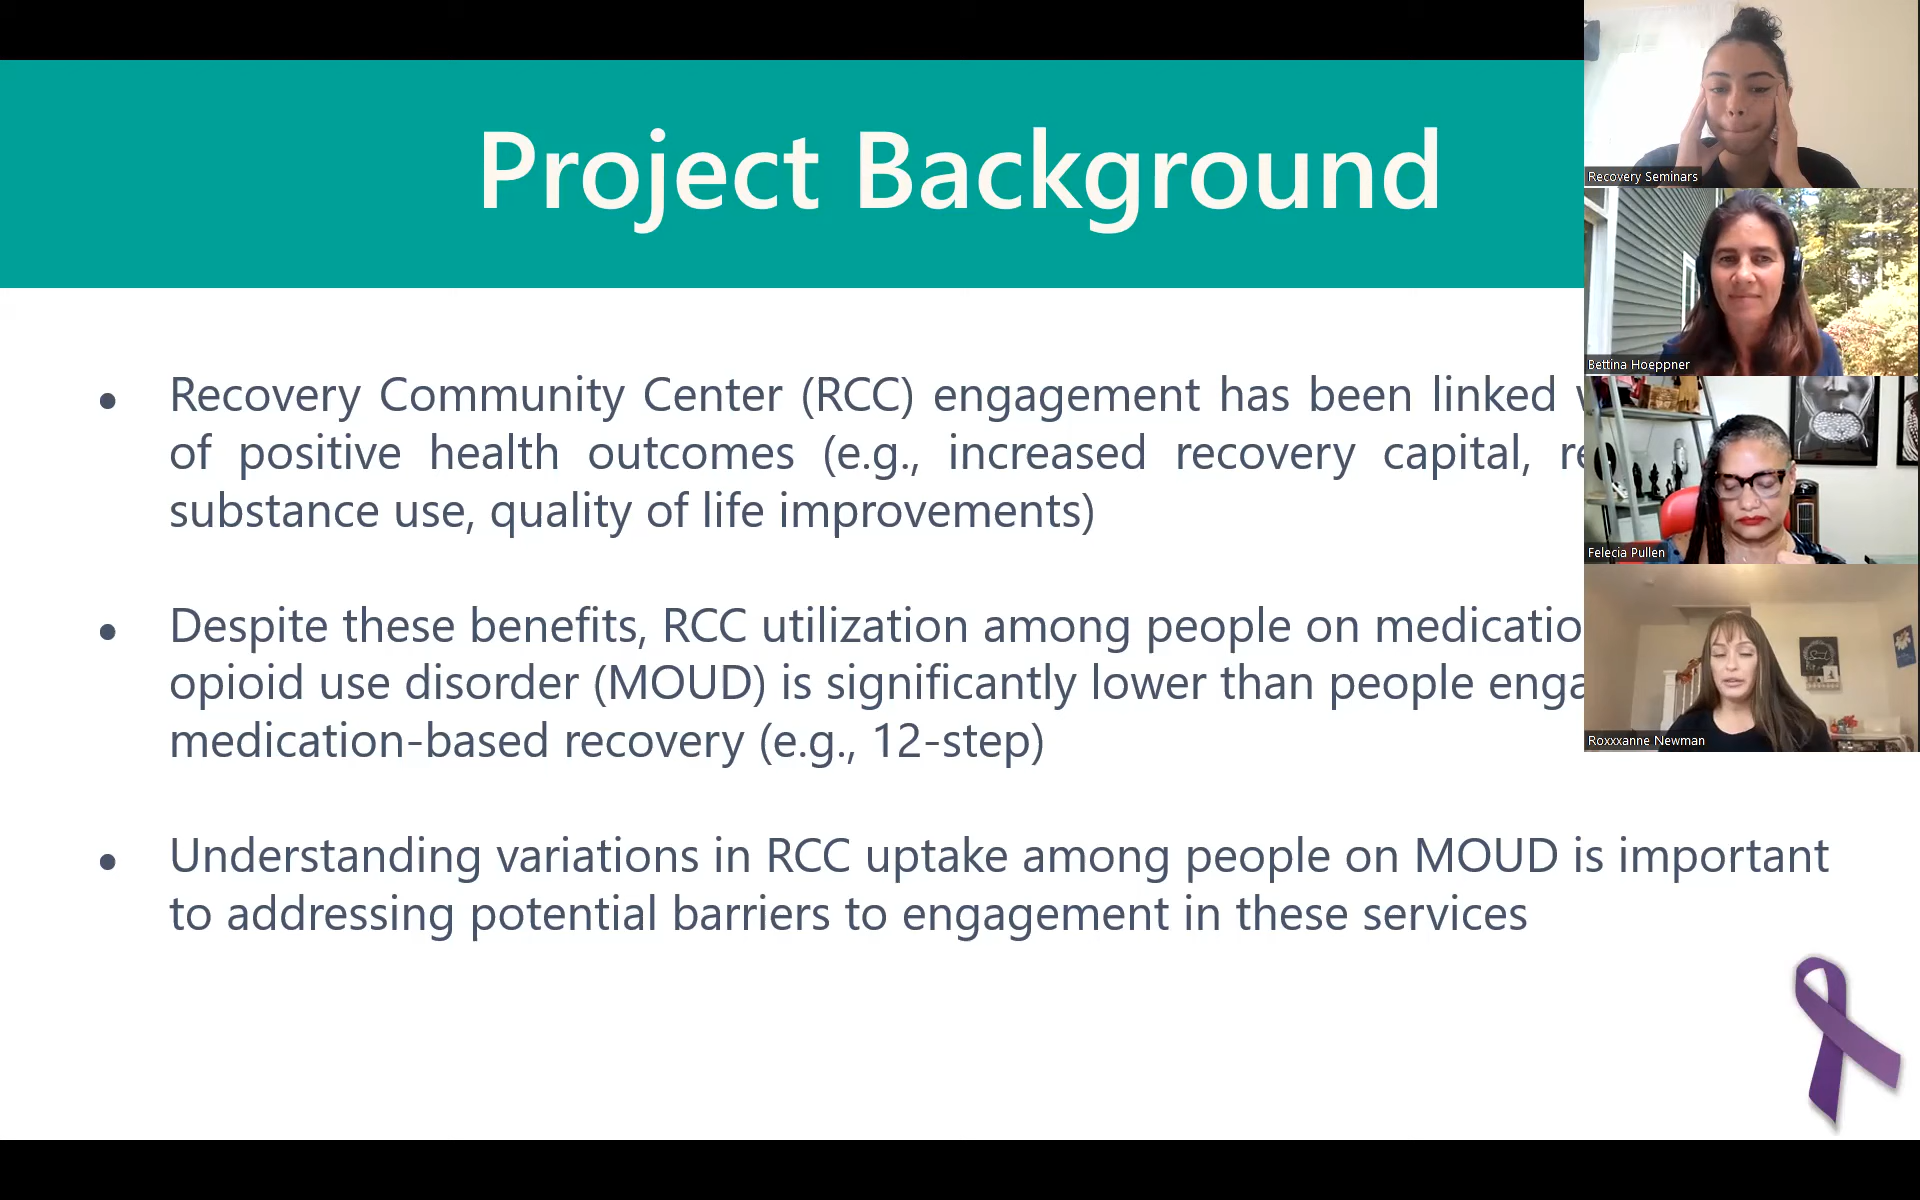 Project Background
• Recovery Community Center (RCC) engagement has been linked
of positive health outcomes (e.g., increased recovery capital,
substance use, quality of life improvements)
• Despite these benefits, RCC utilization among people on
opioid use disorder (MOUD) is significantly lower than people
medication-based recovery (e.g., 12-step)
• Understanding variations in RCC uptake among people on MOUD is important
to addressing potential barriers to engagement in these services
Recovery Seminars
Bettina Hoeppner
Felecia Pullen
Roxxxanne Newman